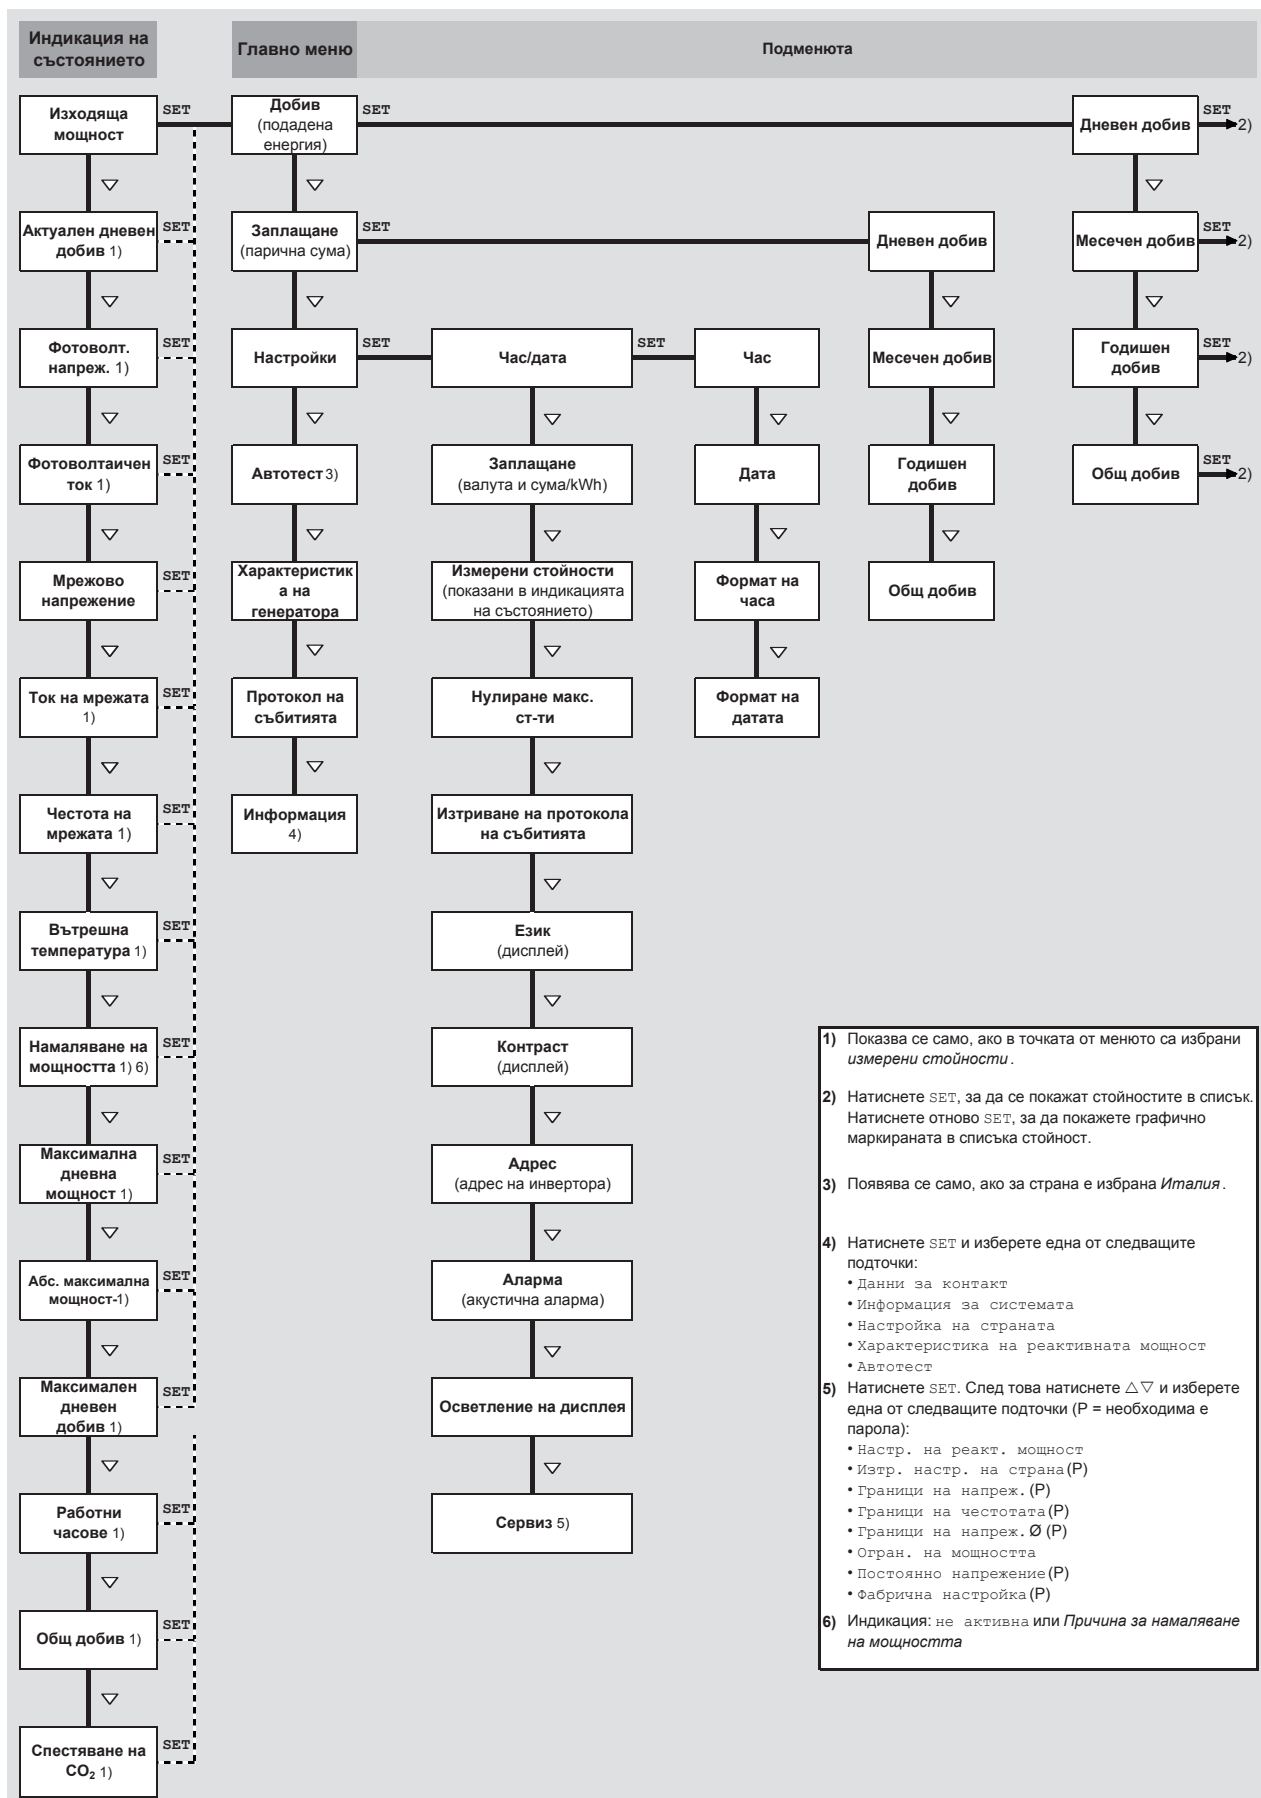 Индикация на
състоянието
Главно меню
Подменюта
Изходяща
мощност
SET
Добив
(подадена
енергия)
SET
Дневен добив
SET
2)
▽
▽
▽
Актуален дневен
добив 1)
SET
Заплащане
(парична сума)
SET
Дневен добив
Месечен добив
SET
2)
▽
▽
▽
▽
Фотоволт.
напреж. 1)
SET
Настройки
SET
Час/дата
SET
Час
Месечен добив
Годишен
добив
SET
2)
▽
▽
▽
▽
▽
▽
Фотоволтаичен
ток 1)
SET
Автотест 3)
Заплащане
(валута и сума/kWh)
Дата
Годишен
добив
Общ добив
SET
2)
▽
▽
▽
▽
▽
Мрежово
напрежение
SET
Характеристик
а на
генератора
Измерени стойности
(показани в индикацията
на състоянието)
Формат на
часа
Общ добив
▽
▽
▽
▽
Ток на мрежата
1)
SET
Протокол на
събитията
Нулиране макс.
ст-ти
Формат на
датата
▽
▽
▽
Честота на
мрежата 1)
SET
Информация
4)
Изтриване на протокола
на събитията
▽
▽
Вътрешна
температура 1)
SET
Език
(дисплей)
▽
▽
Намаляване на
мощността 1) 6)
SET
Контраст
(дисплей)
▽
▽
Максимална
дневна
мощност 1)
SET
Адрес
(адрес на инвертора)
▽
▽
Абс. максимална
мощност-1)
SET
Аларма
(акустична аларма)
▽
▽
Максимален
дневен
добив 1)
SET
Осветление на дисплея
▽
▽
Работни
часове 1)
SET
Сервиз 5)
▽
Общ добив 1)
SET
▽
Спестяване на
CO₂ 1)
SET
1) Показва се само, ако в точката от менюто са избрани
измерени стойности.
2) Натиснете SET, за да се покажат стойностите в списък.
Натиснете отново SET, за да покажете графично
маркираната в списъка стойност.
3) Появява се само, ако за страна е избрана Италия.
4) Натиснете SET и изберете една от следващите
подточки:
• Данни за контакт
• Информация за системата
• Настройка на страната
• Характеристика на реактивната мощност
• Автотест
5) Натиснете SET. След това натиснете △▽ и изберете
една от следващите подточки (P = необходима е
парола):
• Настр. на реакт. мощност
• Изтр. настр. на страна (P)
• Граници на напреж. (P)
• Граници на честотата (P)
• Граници на напреж. Ø (P)
• Огран. на мощността
• Постоянно напрежение (P)
• Фабрична настройка (P)
6) Индикация: не активна или Причина за намаляване
на мощността